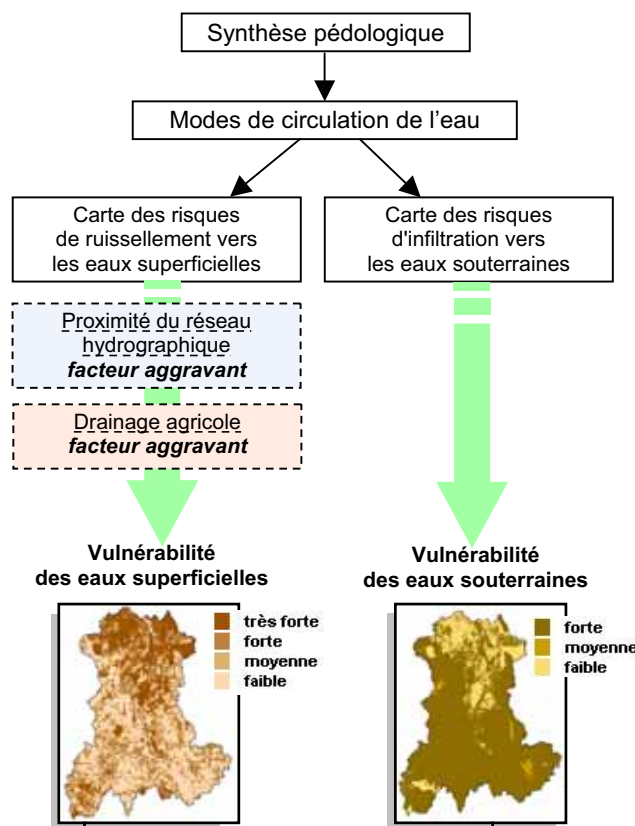 Synthèse pédologique
Modes de circulation de l'eau
Carte des risques
de ruissellement vers
les eaux superficielles
Carte des risques
d'infiltration vers
les eaux souterraines
Proximité du réseau
hydrographique
facteur aggravant
Drainage agricole
facteur aggravant
Vulnérabilité
des eaux superficielles
Vulnérabilité
des eaux souterraines
très forte
forte
moyenne
faible
forte
moyenne
faible